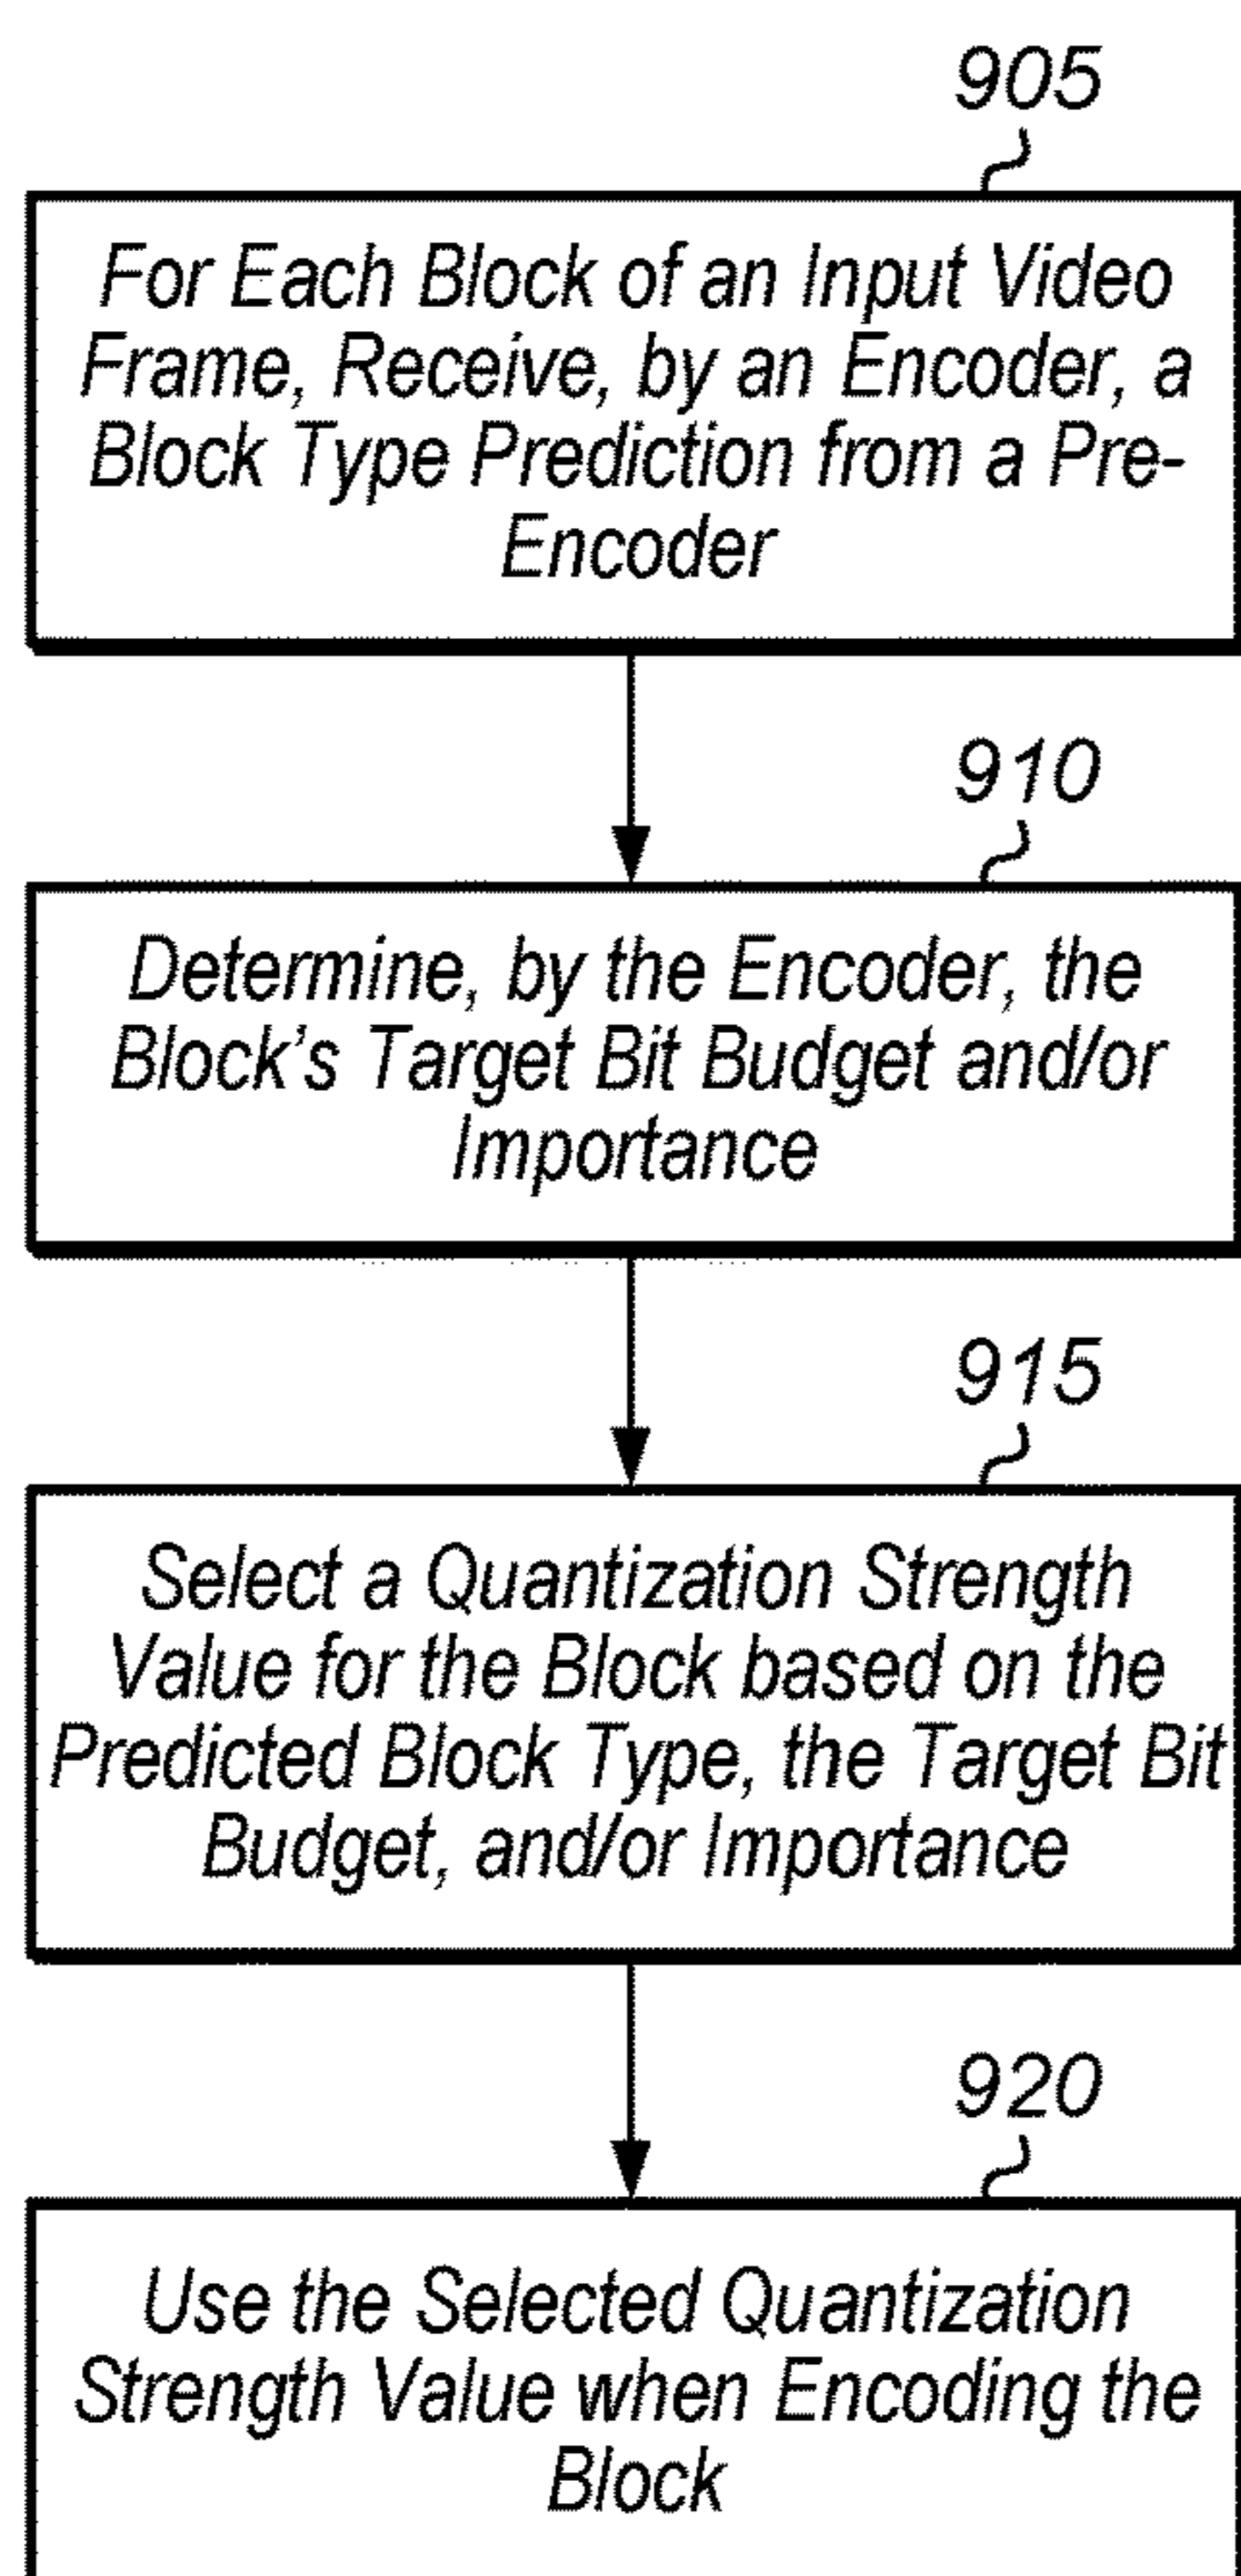 905
For Each Block of an Input Video
Frame, Receive, by an Encoder, a
Block Type Prediction from a Pre-
Encoder
910
Determine, by the Encoder, the
Block's Target Bit Budget and/or
Importance
915
Select a Quantization Strength
Value for the Block based on the
Predicted Block Type, the Target Bit
Budget, and/or Importance
920
Use the Selected Quantization
Strength Value when Encoding the
Block